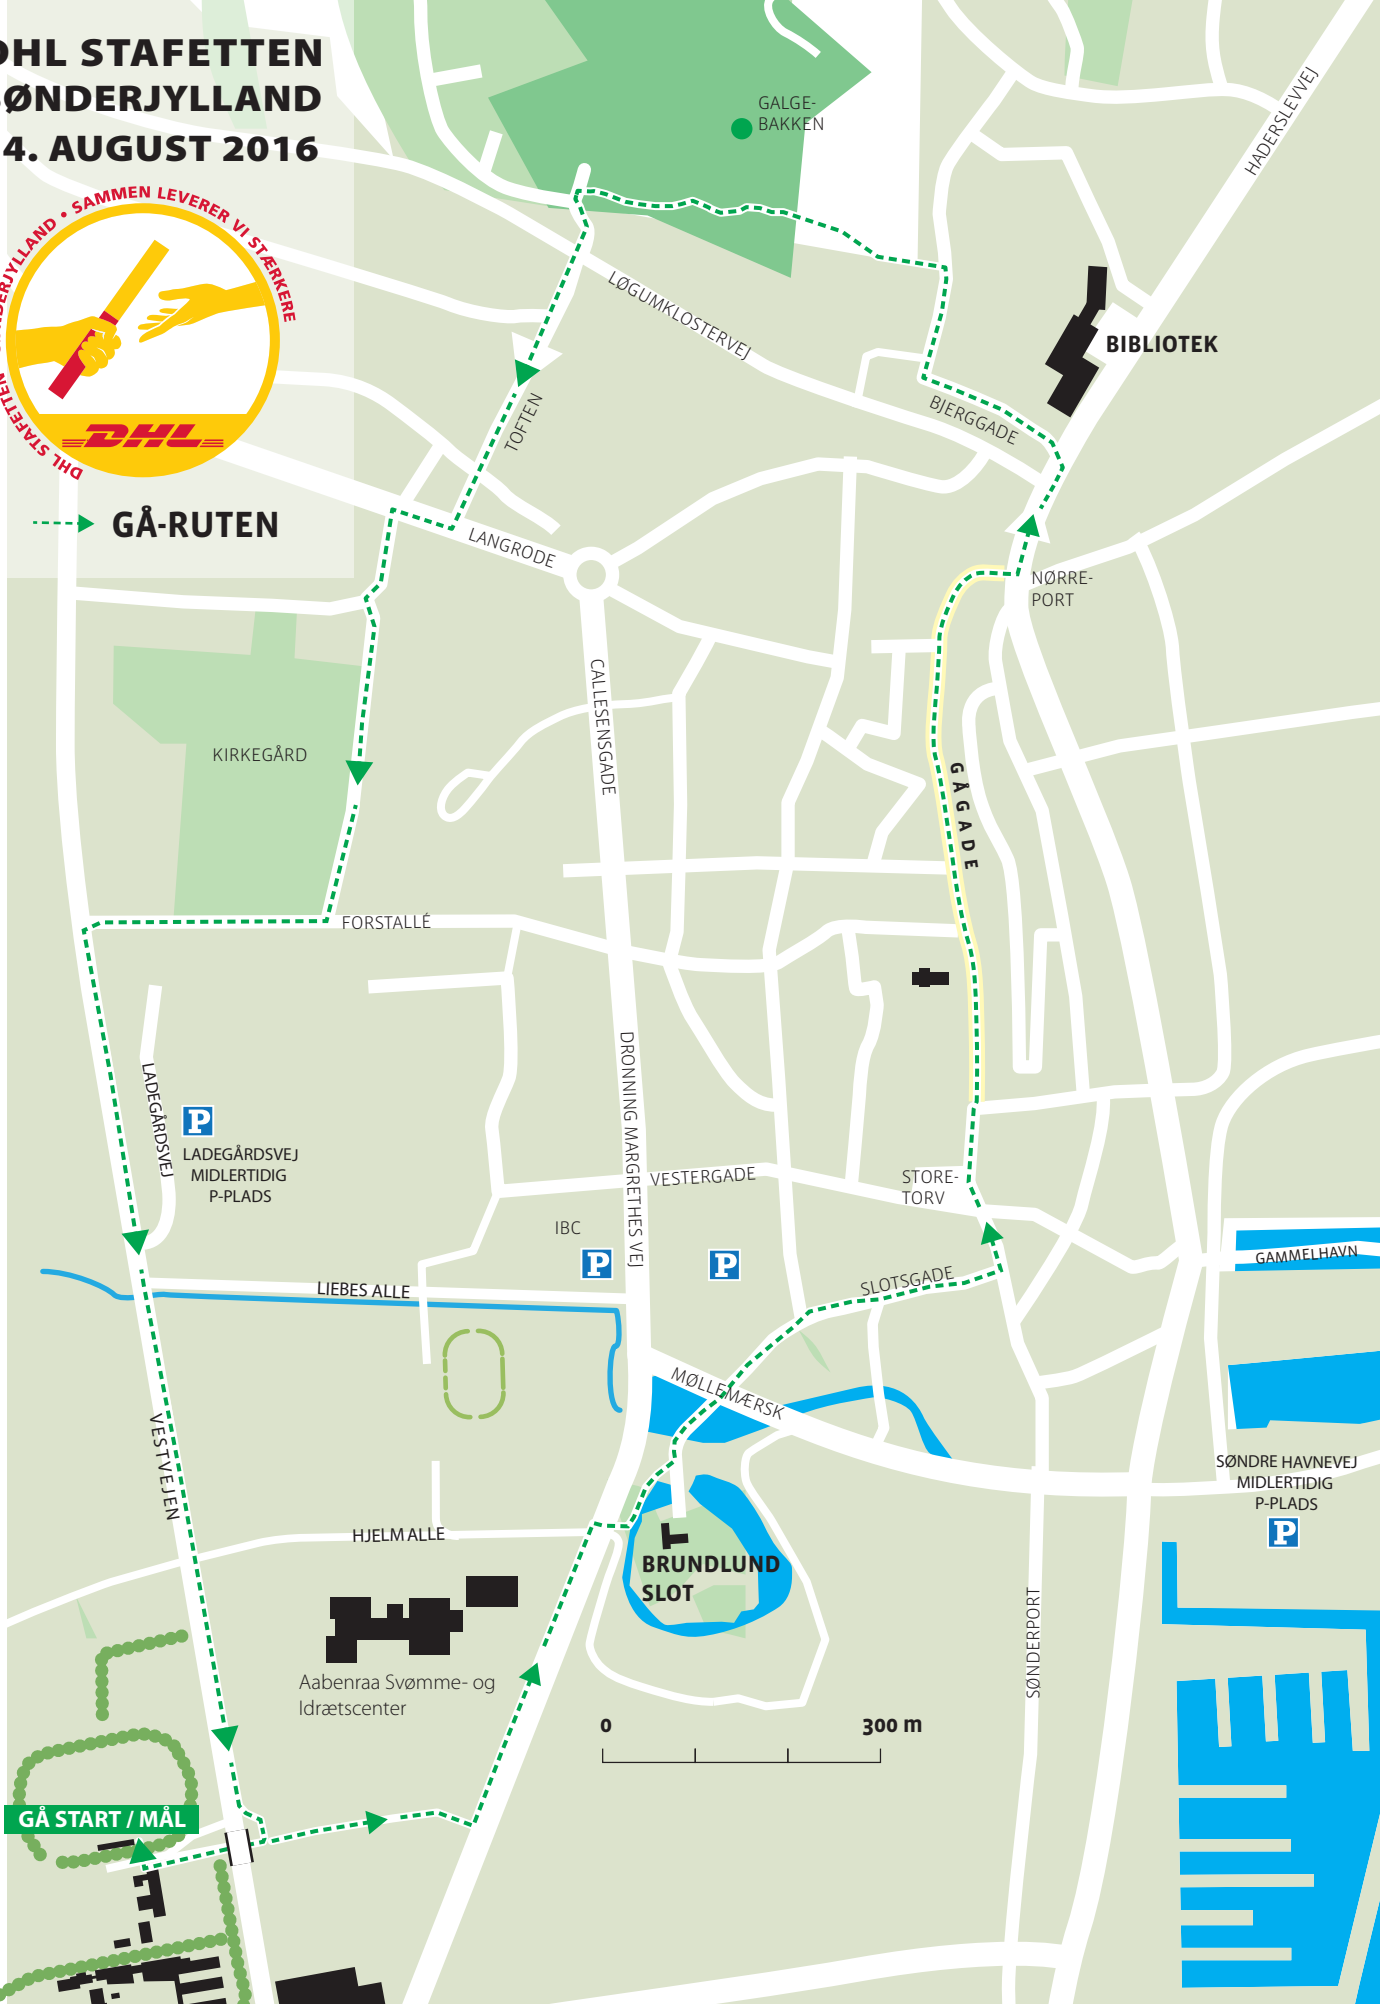 DHL STAFETTEN
SØNDERJYLLAND
4. AUGUST 2016
SAMMEN LEVERER VI STÆRKERE
DHL STAFETTEN
DHL
GÅ-RUTEN
GALGE-
BAKKEN
HADERSLEVVEJ
LØGUMKLOSTERVEJ
BIBLIOTEK
BJERGGADE
TOFTEN
LANGRODE
NØRRE-
PORT
CALLESENSGADE
KIRKEGÅRD
GÅGADE
FORSTALLÉ
DRONNING MARGRETHES VEJ
LADEGÅRDSVEJ
P
LADEGÅRDSVEJ
MIDLERTIDIG
P-PLADS
VESTERGADE
STORE-
TORV
IBC
P
P
GAMMELHAVN
LIEBES ALLE
SLOTSGADE
MØLLEMÆRSK
VESTVEJEN
SØNDRE HAVNEVEJ
MIDLERTIDIG
P-PLADS
P
HJELM ALLE
BRUNDLUND
SLOT
SØNDERPORT
Aabenraa Svømme- og
Idrætscenter
0 300 m
GÅ START / MÅL